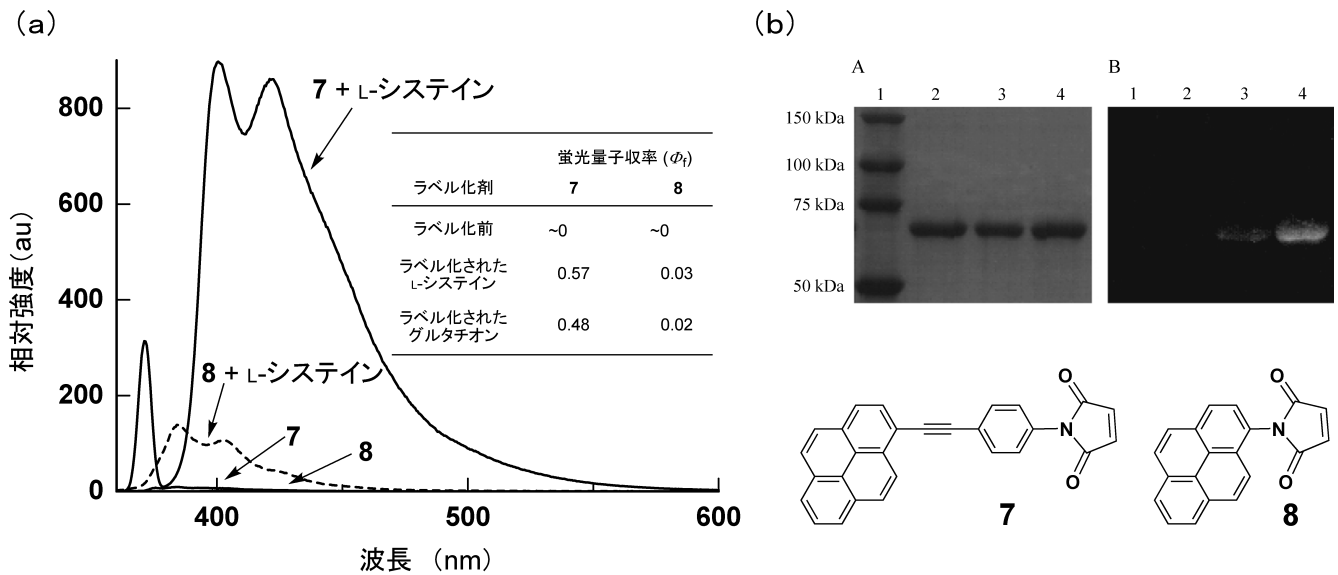 (a)
相対強度(au)
800
600
400
200
0
400
500
600
波長 (nm)
7 + L-システイン
8 + L-システイン
7
8
蛍光量子収率 (Φf)
ラベル化剤 7 8
ラベル化前 ~0 ~0
ラベル化された
L-システイン 0.57 0.03
ラベル化された
グルタチオン 0.48 0.02
(b)
A
1 2 3 4
150 kDa
100 kDa
75 kDa
50 kDa
B
1 2 3 4
O
N
O
7
O
N
O
8